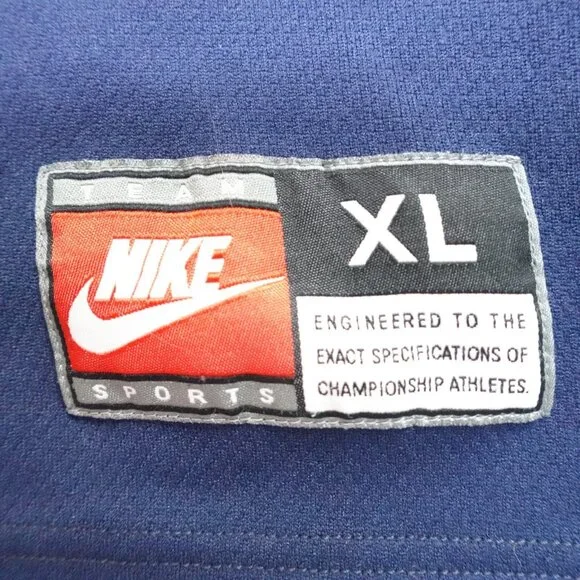 TEAM
NIKE
SPORTS
XL
ENGINEERED TO THE
EXACT SPECIFICATIONS OF
CHAMPIONSHIP ATHLETES.